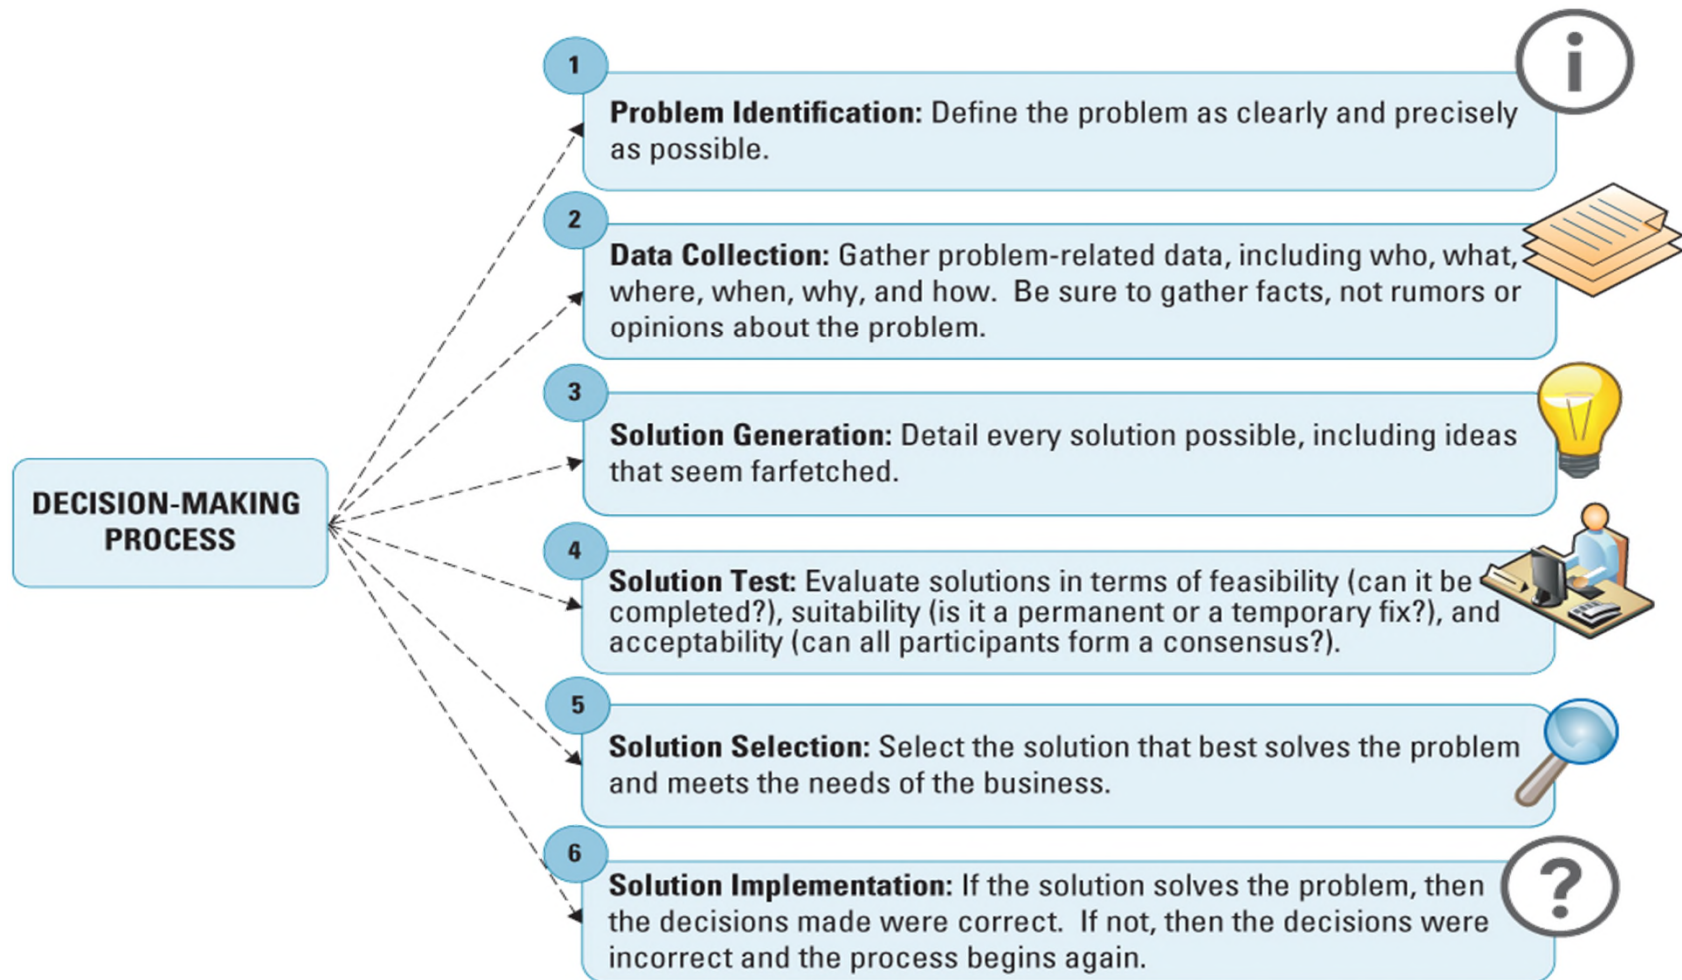 1
Problem Identification: Define the problem as clearly and precisely
as possible.
2
Data Collection: Gather problem-related data, including who, what,
where, when, why, and how. Be sure to gather facts, not rumors or
opinions about the problem.
3
Solution Generation: Detail every solution possible, including ideas
that seem farfetched.
DECISION-MAKING
PROCESS
4
Solution Test: Evaluate solutions in terms of feasibility (can it be
completed?), suitability (is it a permanent or a temporary fix?), and
acceptability (can all participants form a consensus?).
5
Solution Selection: Select the solution that best solves the problem
and meets the needs of the business.
6
Solution Implementation: If the solution solves the problem, then
the decisions made were correct. If not, then the decisions were
incorrect and the process begins again.
i
?